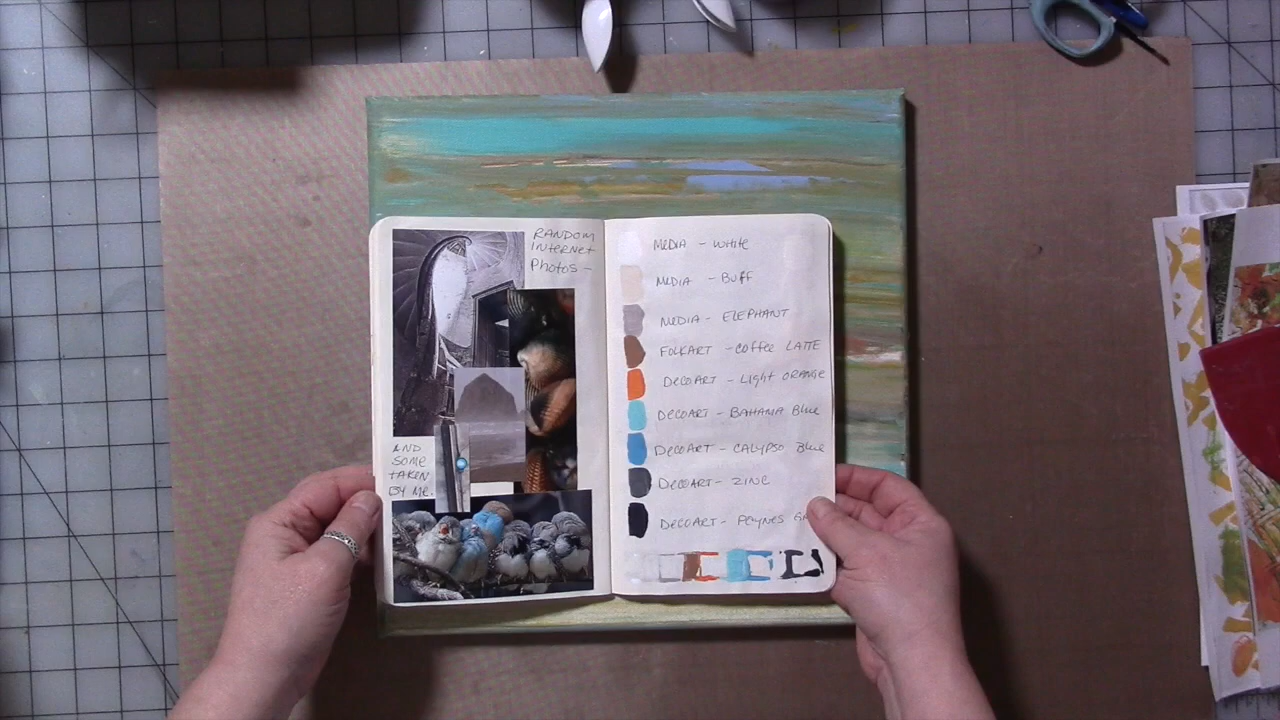 RANDOM
INTERNET
Photos -
AND
SOME
TAKEN
BY ME.
MEDIA - White
MEDIA - BUFF
MEDIA - ELEPHANT
FOLKART - Coffee LATTE
DECOART - Light ORANGE
DECOART - BAHAMA Blue
DECOART - CALYPSO Blue
DECOART - ZINC
DECOART - PAYNES